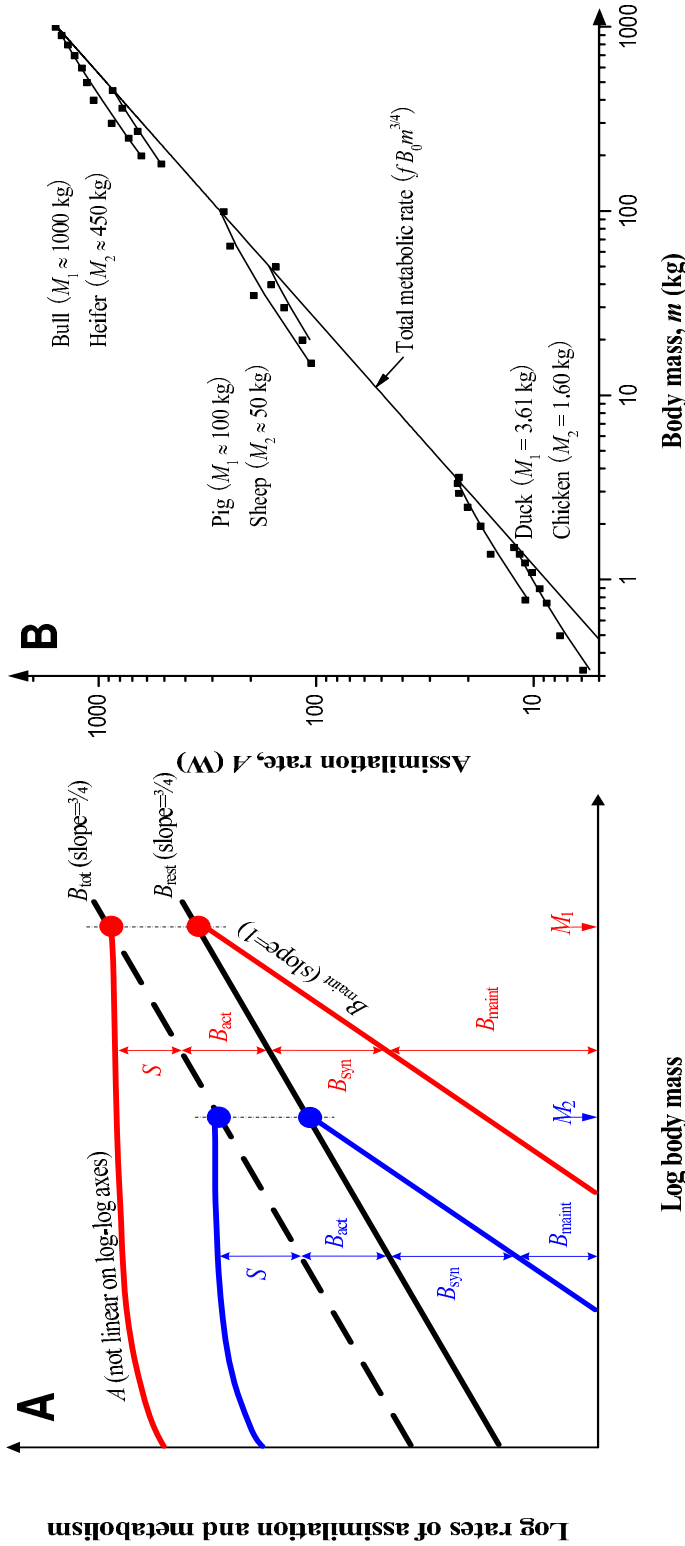 A
Log rates of assimilation and metabolism
A (not linear on log-log axes)
B_tot (slope=3/4)
B_rest (slope=3/4)
B_maint (slope=1)
S
B_act
B_syn
B_maint
S
B_act
B_syn
B_maint
M_2
M_1
Log body mass
B
Assimilation rate, A (W)
1000
100
10
Bull (M_1 ≈ 1000 kg)
Heifer (M_2 ≈ 450 kg)
Pig (M_1 ≈ 100 kg)
Sheep (M_2 ≈ 50 kg)
Total metabolic rate (f B_0 m^{3/4})
Duck (M_1 = 3.61 kg)
Chicken (M_2 = 1.60 kg)
1
10
100
1000
Body mass, m (kg)